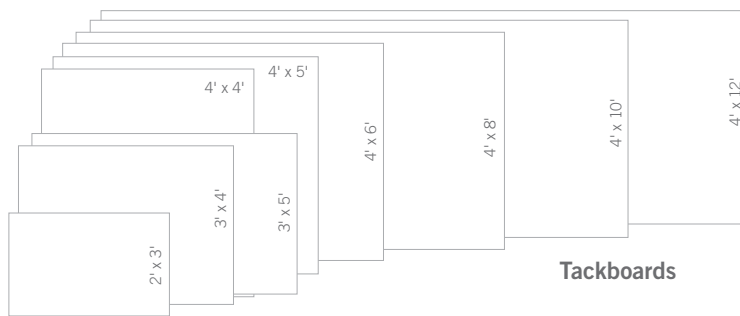 4' x 4'
4' x 5'
4' x 6'
4' x 8'
4' x 10'
4' x 12'
2' x 3'
3' x 4'
3' x 5'
Tackboards